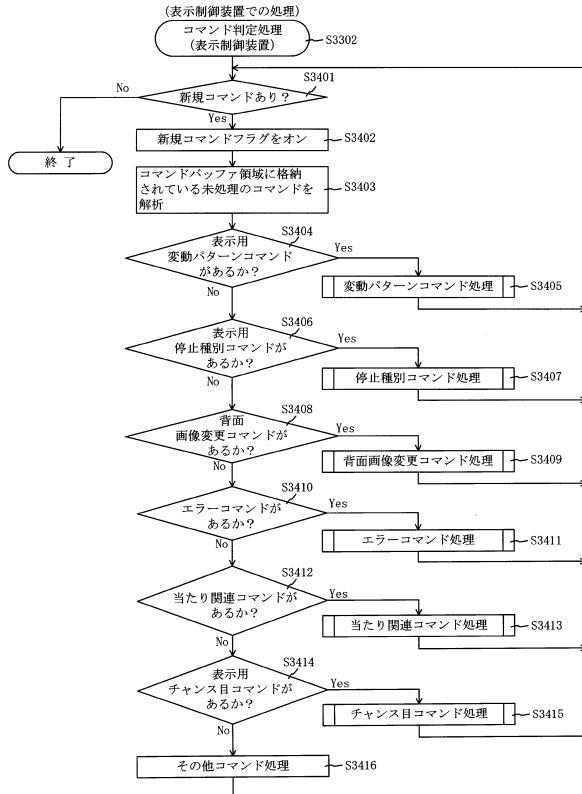 (表示制御装置での処理)
コマンド判定処理
(表示制御装置)
S3302
S3401
No
新規コマンドあり？
Yes
終了
新規コマンドフラグをオン
S3402
コマンドバッファ領域に格納
されている未処理のコマンドを
解析
S3403
S3404
表示用
変動パターンコマンド
があるか？
Yes
No
変動パターンコマンド処理
S3405
S3406
表示用
停止種別コマンドが
あるか？
Yes
No
停止種別コマンド処理
S3407
S3408
背面
画像変更コマンドが
あるか？
Yes
No
背面画像変更コマンド処理
S3409
S3410
エラーコマンドが
あるか？
Yes
No
エラーコマンド処理
S3411
S3412
当たり関連コマンドが
あるか？
Yes
No
当たり関連コマンド処理
S3413
S3414
表示用
チャンス目コマンドが
あるか？
Yes
No
チャンス目コマンド処理
S3415
その他コマンド処理
S3416